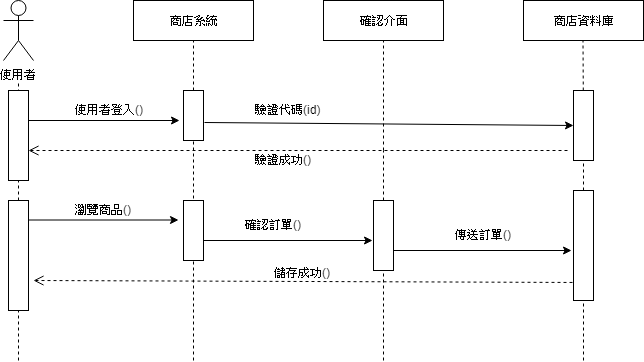 商店系統
確認介面
商店資料庫
使用者
使用者登入()
驗證代碼(id)
驗證成功()
瀏覽商品()
確認訂單()
傳送訂單()
儲存成功()